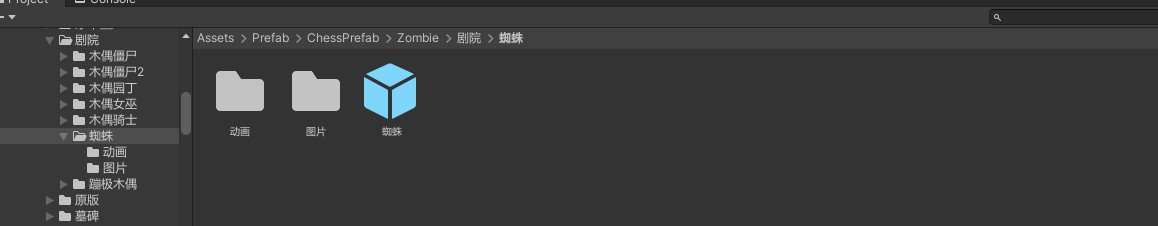 Project
Console
剧院
木偶僵尸
木偶僵尸2
木偶园丁
木偶女巫
木偶骑士
蜘蛛
动画
图片
蹦极木偶
原版
墓碑
Assets > Prefab > ChessPrefab > Zombie > 剧院 > 蜘蛛
动画
图片
蜘蛛